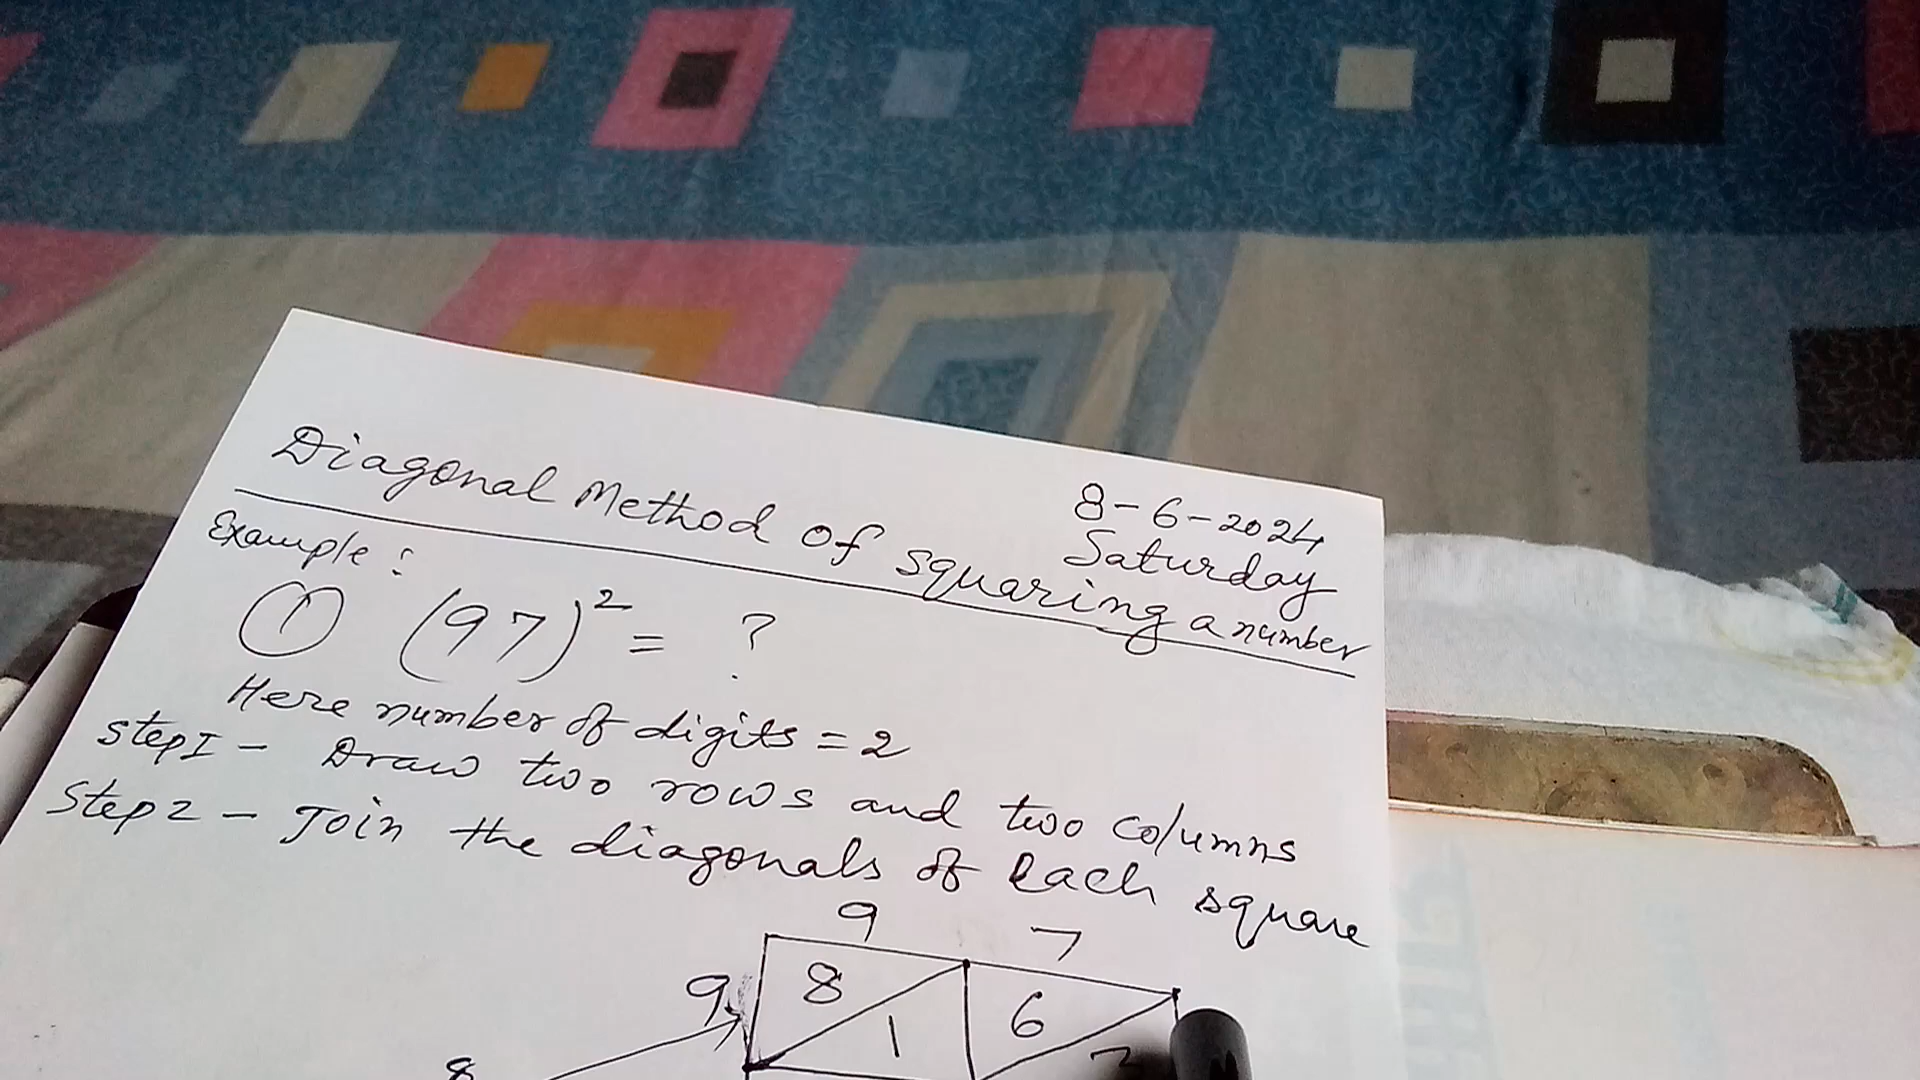 Diagonal Method of squaring a number
8-6-2024
Saturday
Example:
1 (97)² = ?
Here number of digits = 2
Step I - Draw two rows and two columns
Step 2 - Join the diagonals of each square
9 7
9 8 1 6 3
8